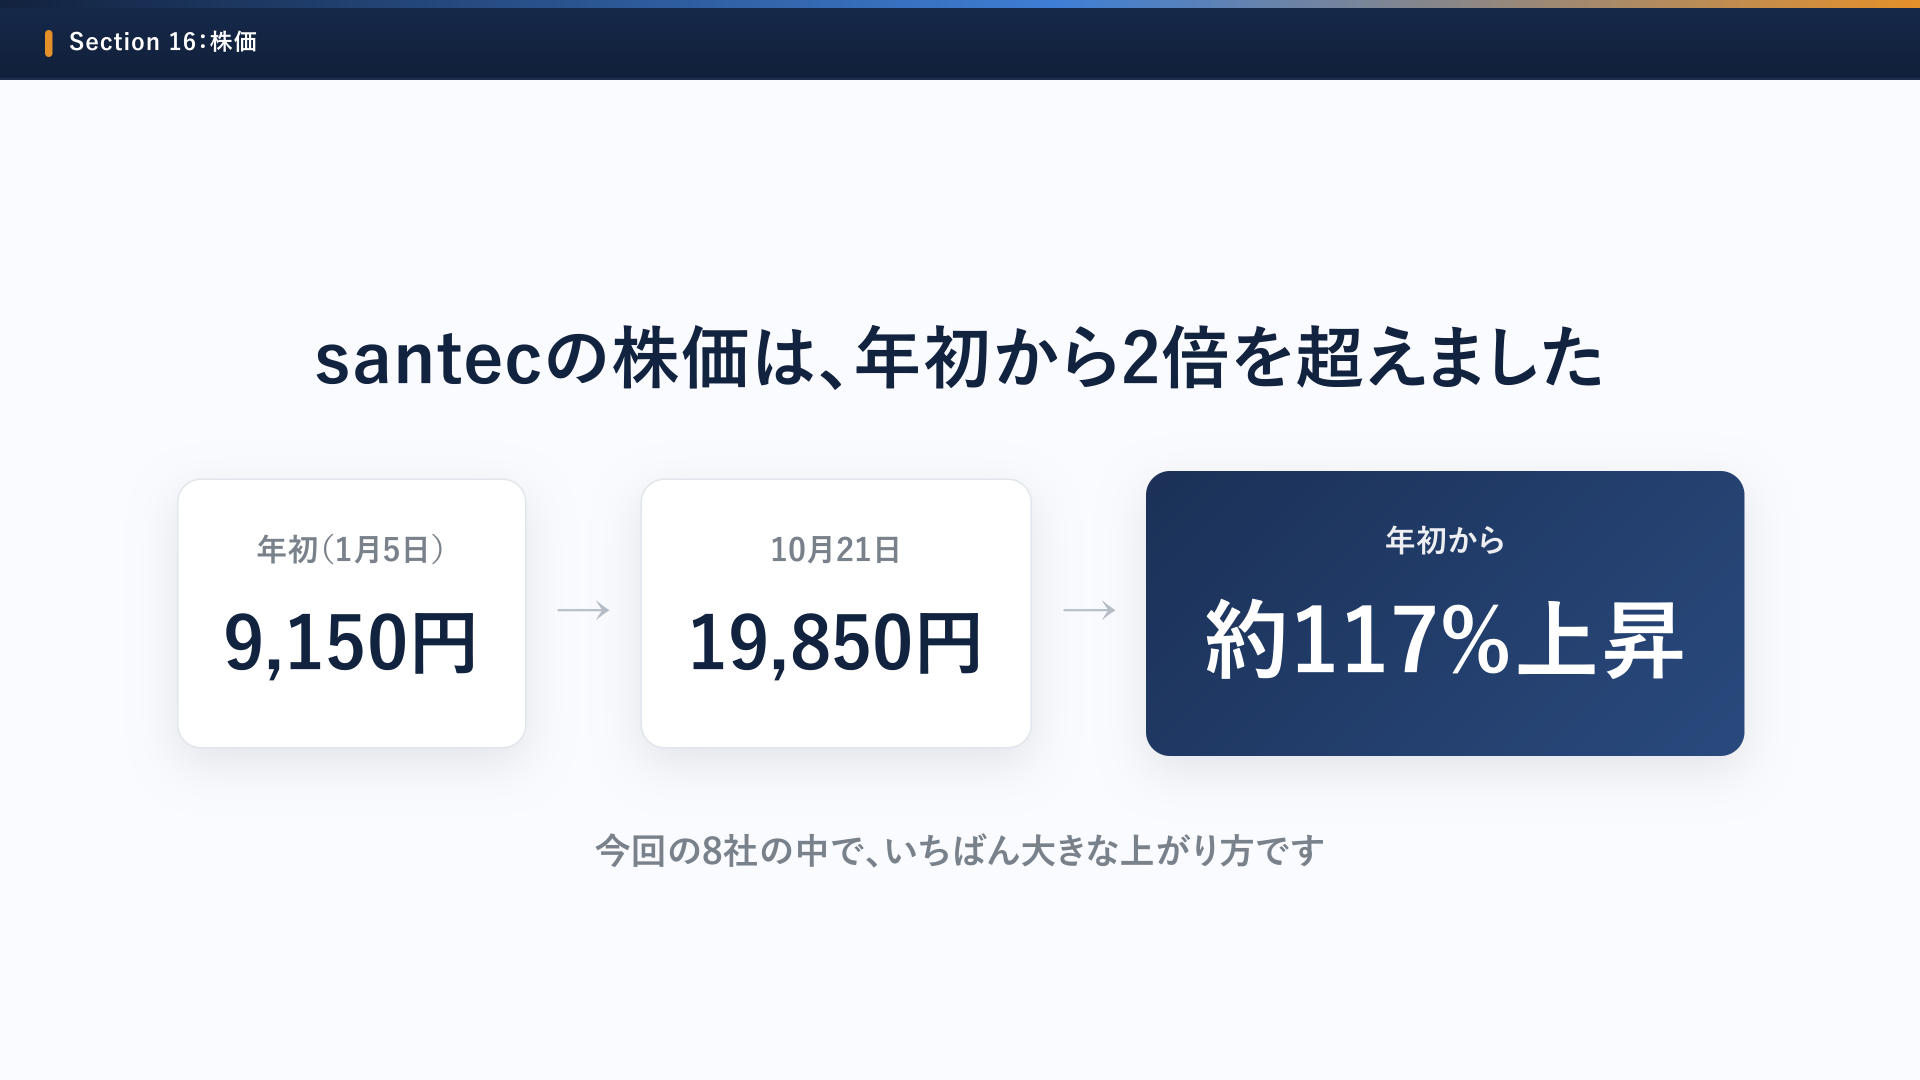 Section 16：株価
santecの株価は、年初から2倍を超えました
年初（1月5日）
9,150円
→
10月21日
19,850円
→
年初から
約117%上昇
今回の8社の中で、いちばん大きな上がり方です